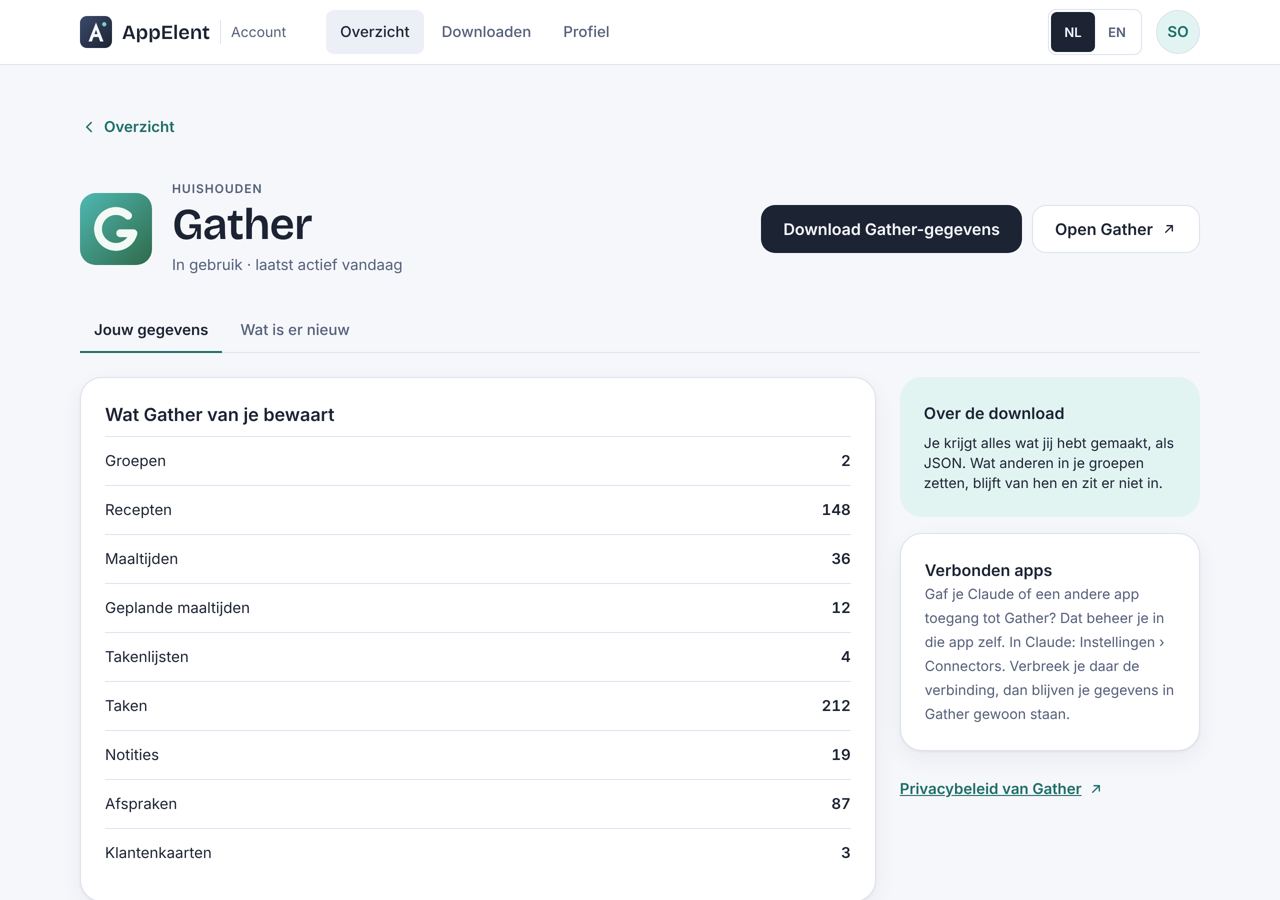 AppElent
Account
Overzicht
Downloaden
Profiel
NL
EN
SO
Overzicht
HUISHOUDEN
Gather
In gebruik · laatst actief vandaag
Download Gather-gegevens
Open Gather
Jouw gegevens
Wat is er nieuw
Wat Gather van je bewaart
Groepen 2
Recepten 148
Maaltijden 36
Geplande maaltijden 12
Takenlijsten 4
Taken 212
Notities 19
Afspraken 87
Klantenkaarten 3
Over de download
Je krijgt alles wat jij hebt gemaakt, als
JSON. Wat anderen in je groepen
zetten, blijft van hen en zit er niet in.
Verbonden apps
Gaf je Claude of een andere app
toegang tot Gather? Dat beheer je in
die app zelf. In Claude: Instellingen ›
Connectors. Verbreek je daar de
verbinding, dan blijven je gegevens in
Gather gewoon staan.
Privacybeleid van Gather